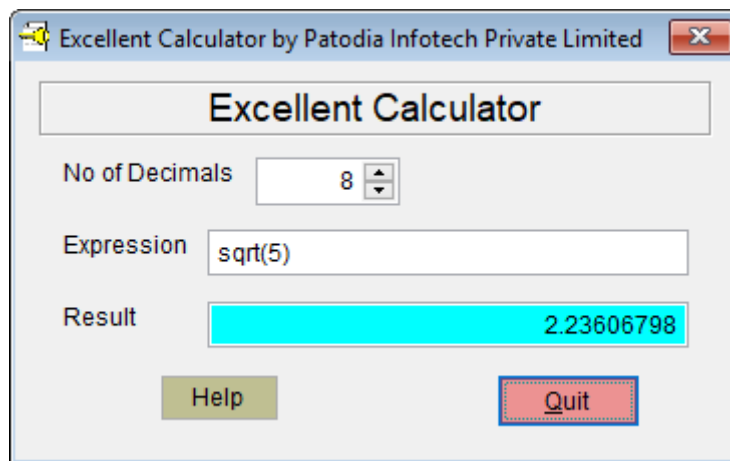 Excellent Calculator by Patodia Infotech Private Limited
Excellent Calculator
No of Decimals 8
Expression sqrt(5)
Result 2.23606798
Help Quit